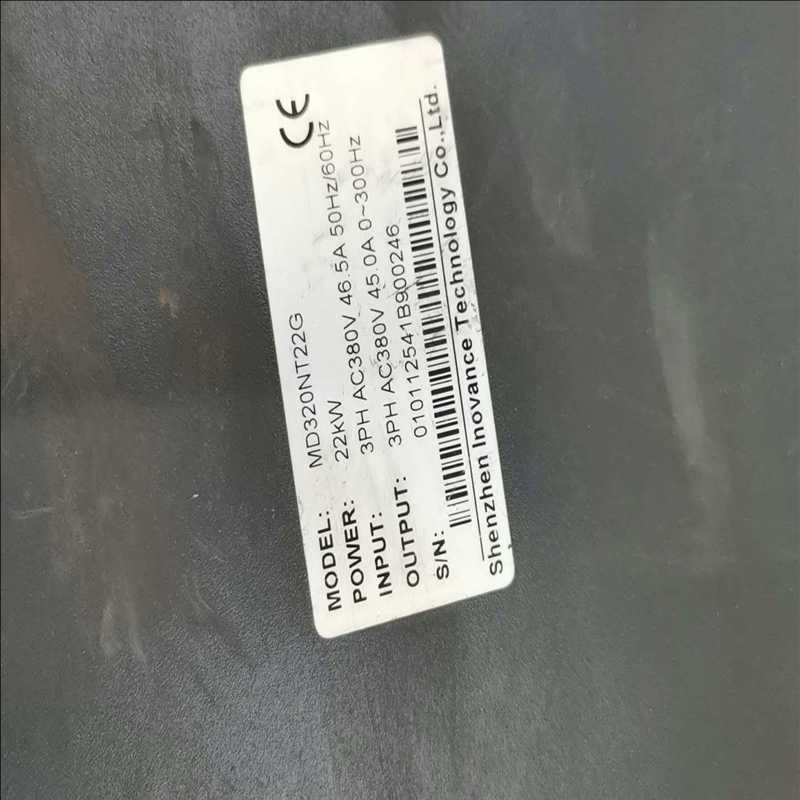 CE
MODEL: MD320NT22G
POWER: 22kW
INPUT: 3PH AC380V 46.5A 50Hz/60Hz
OUTPUT: 3PH AC380V 45.0A 0~300Hz
S/N: 010112541B900246
Shenzhen Inovance Technology Co.,Ltd.